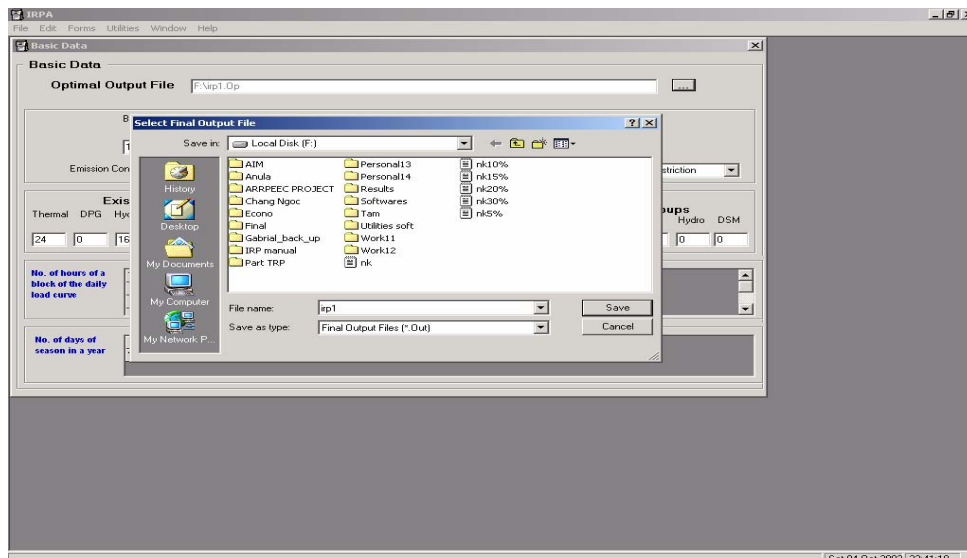 IRPA
File Edit Forms Utilities Window Help
Basic Data
Basic Data
Optimal Output File F:\irp1.Op ...
Select Final Output File
Save in: Local Disk (F:)
History
Desktop
My Documents
My Computer
My Network P...
AIM
Anula
ARRPEEC PROJECT
Chang Ngoc
Econo
Final
Gabrial_back_up
IRP manual
Part TRP
Personal13
Personal14
Results
Softwares
Tam
Utilities soft
Work11
Work12
nk
nk10%
nk15%
nk20%
nk30%
nk5%
File name: irp1 Save
Save as type: Final Output Files (*.Out) Cancel
B
Emission Con
striction
Exis
Thermal DPG Hy
24 0 16
oups
Hydro DSM
0 0
No. of hours of a
block of the daily
load curve
No. of days of
season in a year